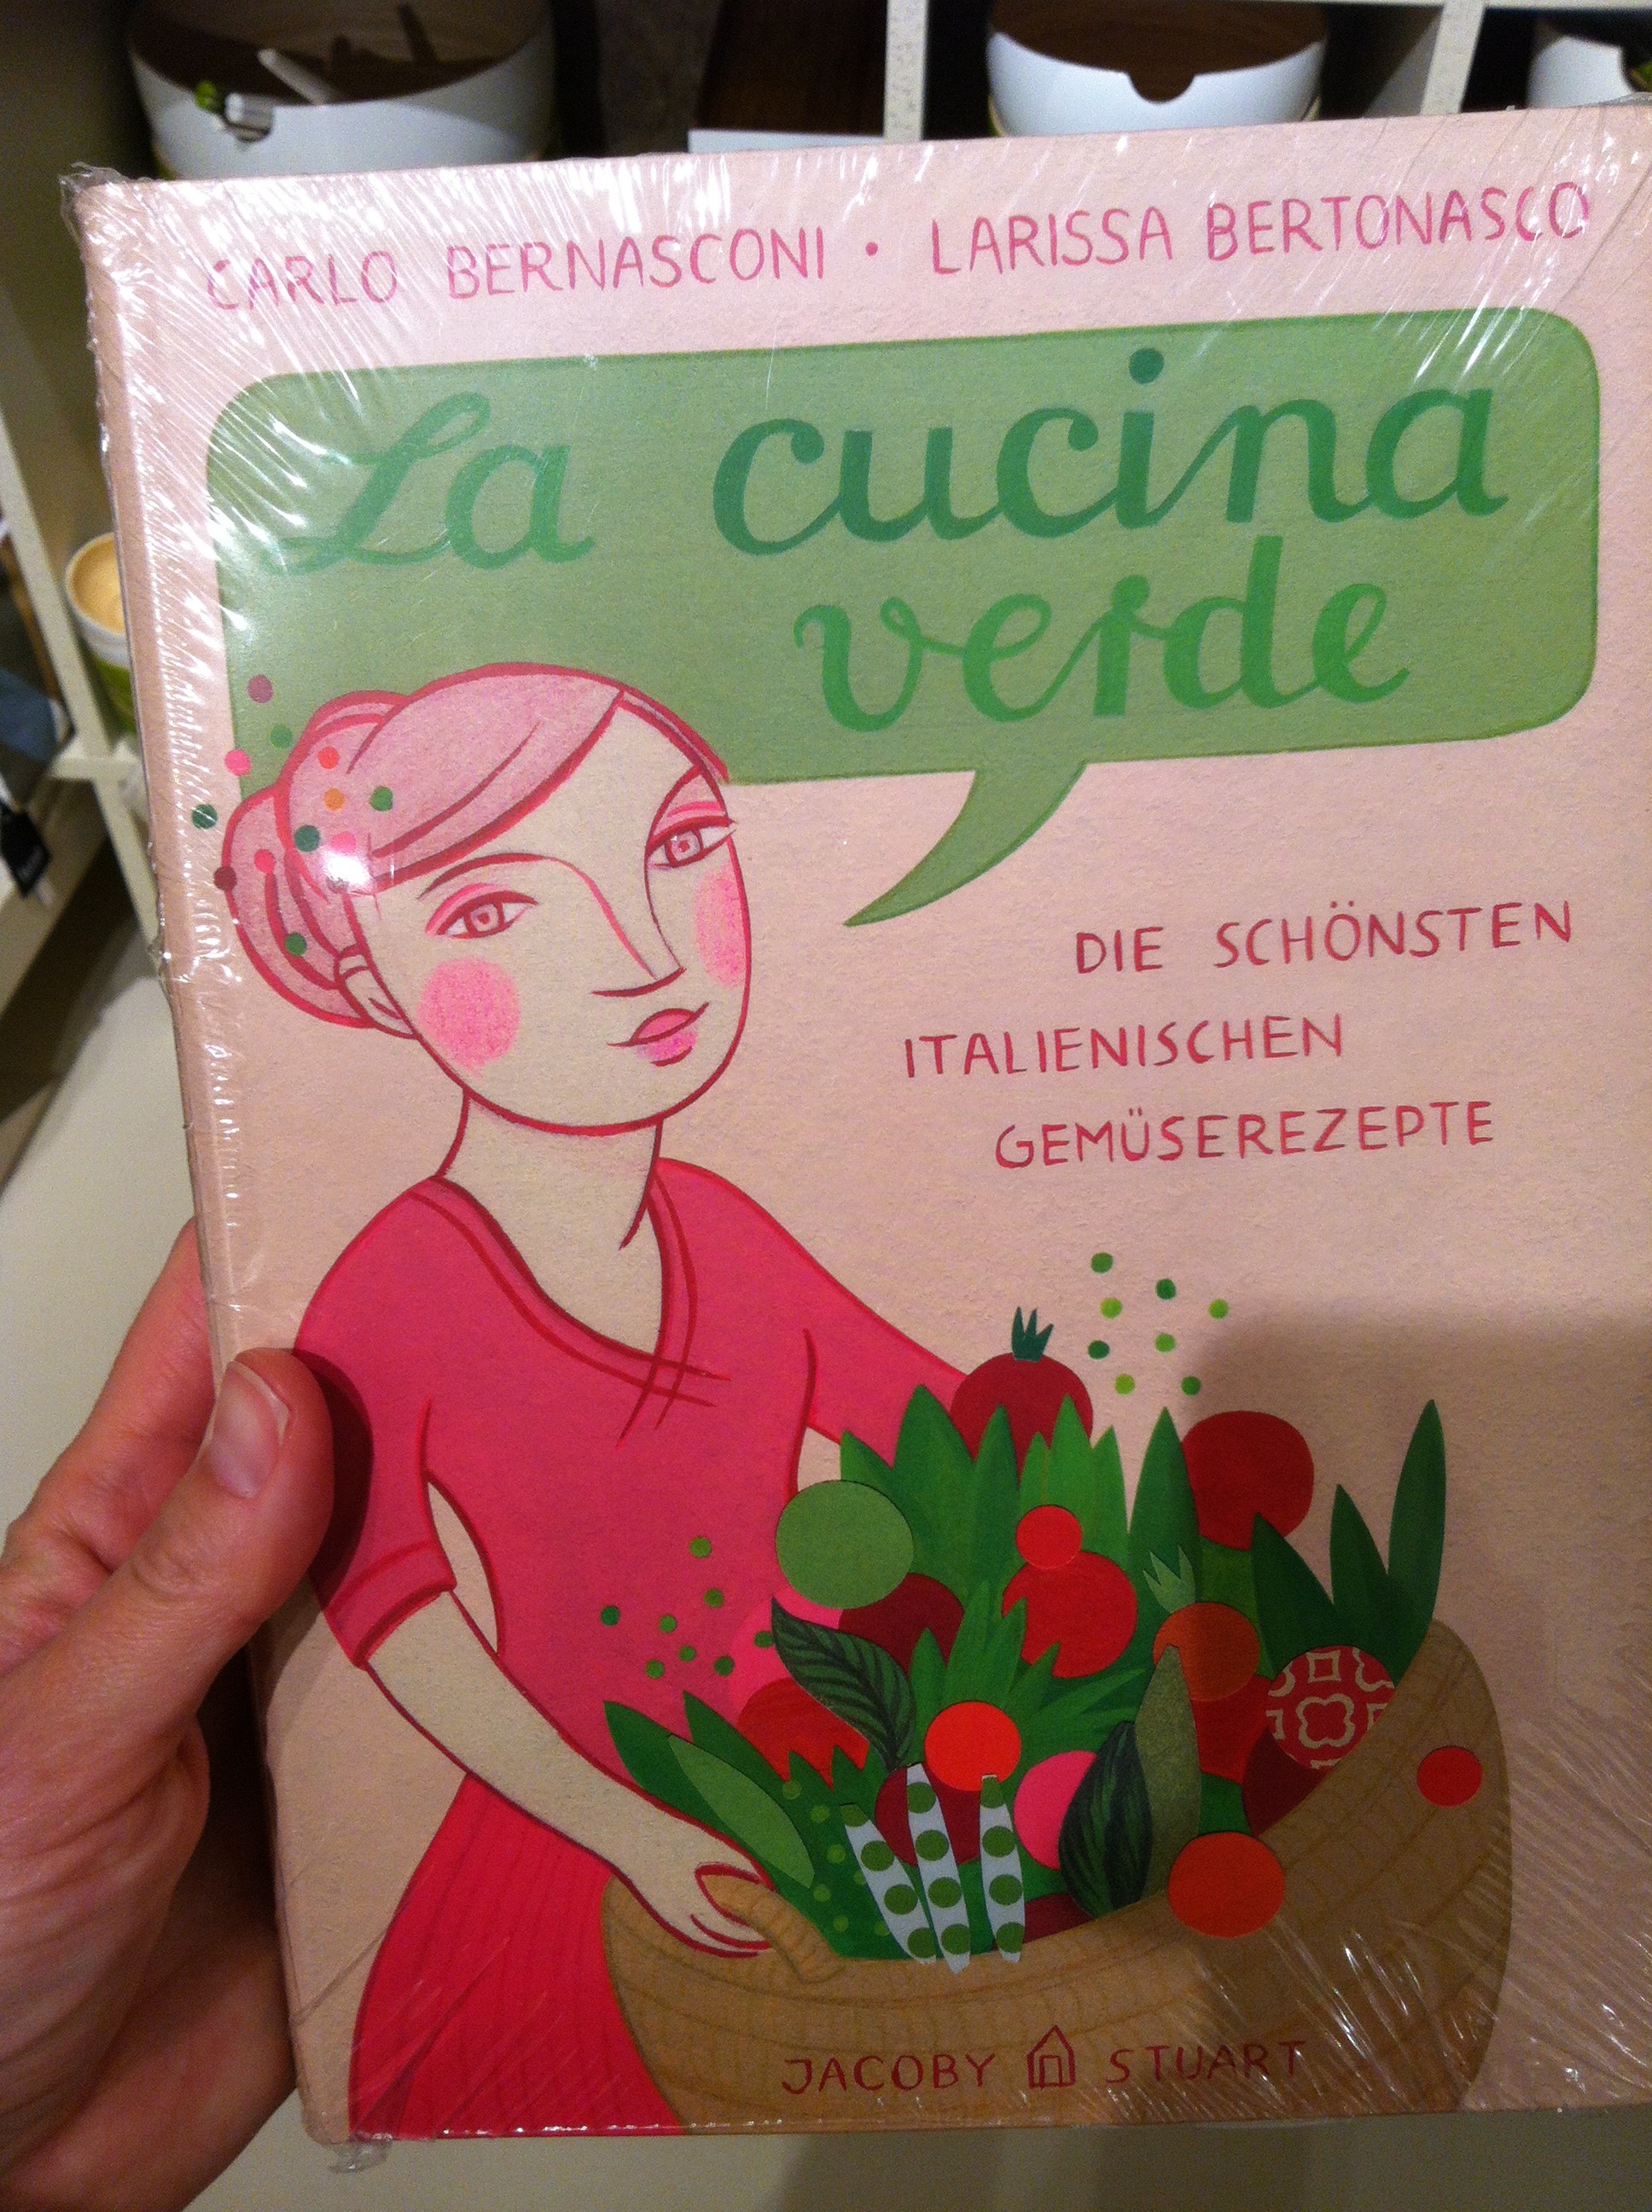 CARLO BERNASCONI • LARISSA BERTONASCO
La cucina
verde
DIE SCHÖNSTEN
ITALIENISCHEN
GEMÜSEREZEPTE
JACOBY STUART